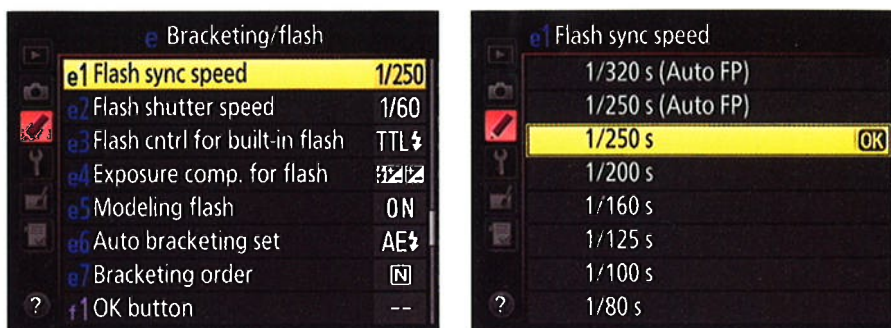 e Bracketing/flash
e1 Flash sync speed 1/250
e2 Flash shutter speed 1/60
e3 Flash cntrl for built-in flash TTL
e4 Exposure comp. for flash
e5 Modeling flash ON
e6 Auto bracketing set AE
e7 Bracketing order N
f1 OK button --
?
e1 Flash sync speed
1/320 s (Auto FP)
1/250 s (Auto FP)
1/250 s OK
1/200 s
1/160 s
1/125 s
1/100 s
1/80 s
?